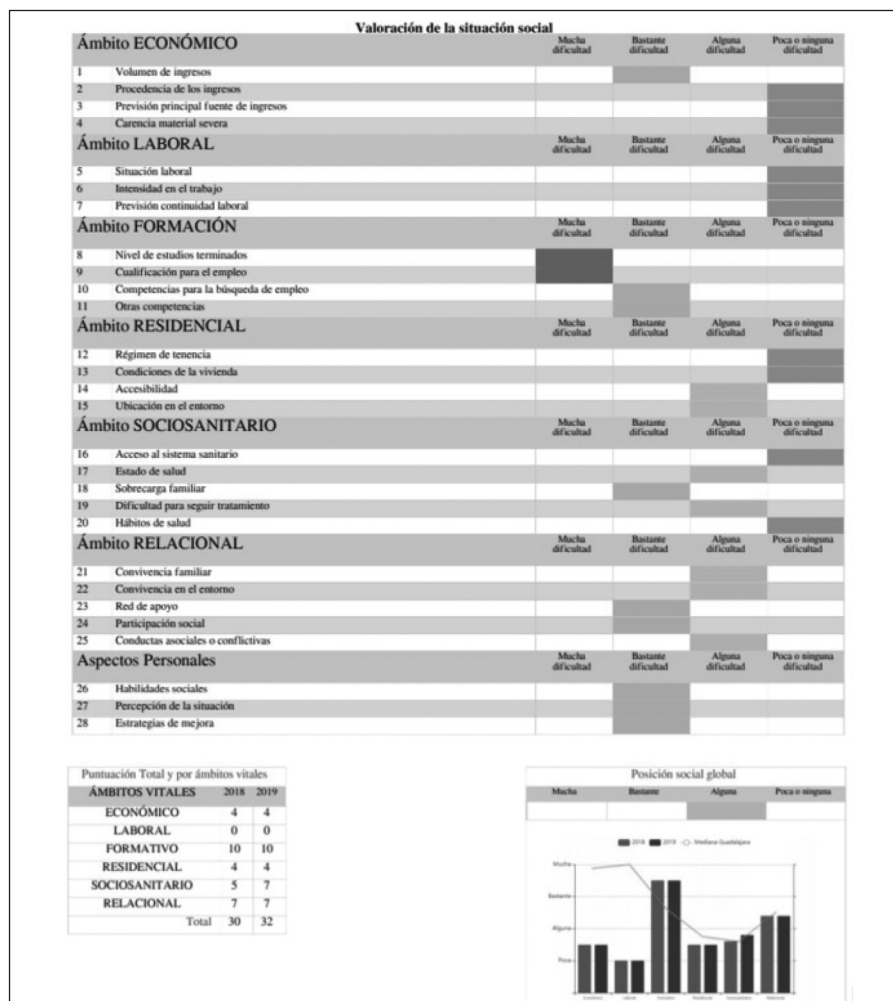 Valoración de la situación social
Ámbito ECONÓMICO Mucha dificultad Bastante dificultad Alguna dificultad Poca o ninguna dificultad
1 Volumen de ingresos
2 Procedencia de los ingresos
3 Previsión principal fuente de ingresos
4 Carencia material severa
Ámbito LABORAL Mucha dificultad Bastante dificultad Alguna dificultad Poca o ninguna dificultad
5 Situación laboral
6 Intensidad en el trabajo
7 Previsión continuidad laboral
Ámbito FORMACIÓN Mucha dificultad Bastante dificultad Alguna dificultad Poca o ninguna dificultad
8 Nivel de estudios terminados
9 Cualificación para el empleo
10 Competencias para la búsqueda de empleo
11 Otras competencias
Ámbito RESIDENCIAL Mucha dificultad Bastante dificultad Alguna dificultad Poca o ninguna dificultad
12 Régimen de tenencia
13 Condiciones de la vivienda
14 Accesibilidad
15 Ubicación en el entorno
Ámbito SOCIOSANITARIO Mucha dificultad Bastante dificultad Alguna dificultad Poca o ninguna dificultad
16 Acceso al sistema sanitario
17 Estado de salud
18 Sobrecarga familiar
19 Dificultad para seguir tratamiento
20 Hábitos de salud
Ámbito RELACIONAL Mucha dificultad Bastante dificultad Alguna dificultad Poca o ninguna dificultad
21 Convivencia familiar
22 Convivencia en el entorno
23 Red de apoyo
24 Participación social
25 Conductas asociales o conflictivas
Aspectos Personales Mucha dificultad Bastante dificultad Alguna dificultad Poca o ninguna dificultad
26 Habilidades sociales
27 Percepción de la situación
28 Estrategias de mejora
Puntuación Total y por ámbitos vitales
ÁMBITOS VITALES 2018 2019
ECONÓMICO 4 4
LABORAL 0 0
FORMATIVO 10 10
RESIDENCIAL 4 4
SOCIOSANITARIO 5 7
RELACIONAL 7 7
Total 30 32
Posición social global
Mucha Bastante Alguna Poca o ninguna
2018 2019 Mediana Guadalajara
Mucha
Bastante
Alguna
Poca
Económico Laboral Formativo Residencial Sociosanitario Relacional